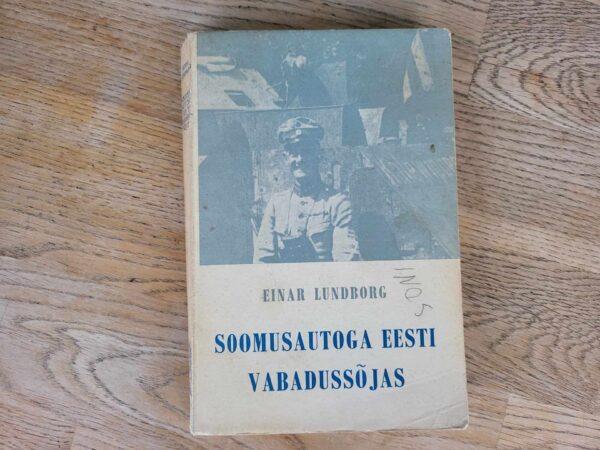 EINAR LUNDBORG
SOOMUSAUTOGA EESTI
VABADUSSÕJAS